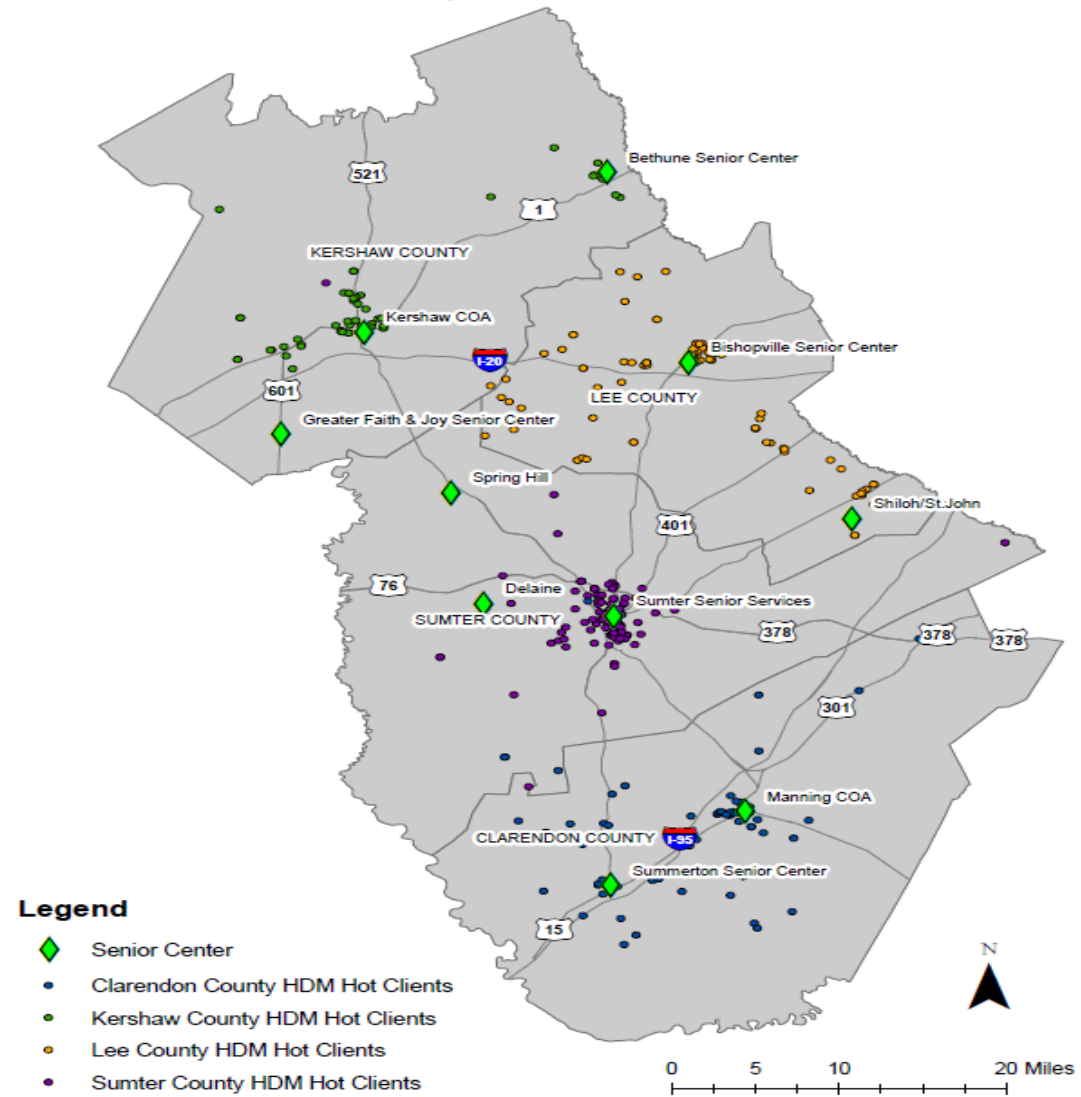 Bethune Senior Center
521
1
KERSHAW COUNTY
Kershaw COA
Bishopville Senior Center
I-20
601
LEE COUNTY
Greater Faith & Joy Senior Center
Spring Hill
Shiloh/St.John
401
76
Delaine
Sumter Senior Services
SUMTER COUNTY
378
378
378
301
Manning COA
CLARENDON COUNTY
I-95
Summerton Senior Center
15
Legend
Senior Center
Clarendon County HDM Hot Clients
Kershaw County HDM Hot Clients
Lee County HDM Hot Clients
Sumter County HDM Hot Clients
N
0 5 10 20 Miles